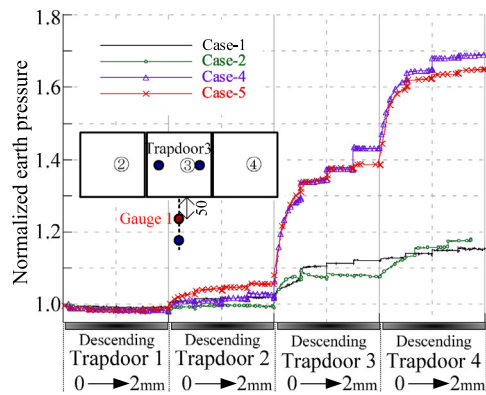 1.8
1.6
1.4
1.2
1.0
Normalized earth pressure
Case-1
Case-2
Case-4
Case-5
Trapdoor3
② ③ ④
Gauge 1
50
Descending Descending Descending Descending
Trapdoor 1 Trapdoor 2 Trapdoor 3 Trapdoor 4
0 → 2mm 0 → 2mm 0 → 2mm 0 → 2mm